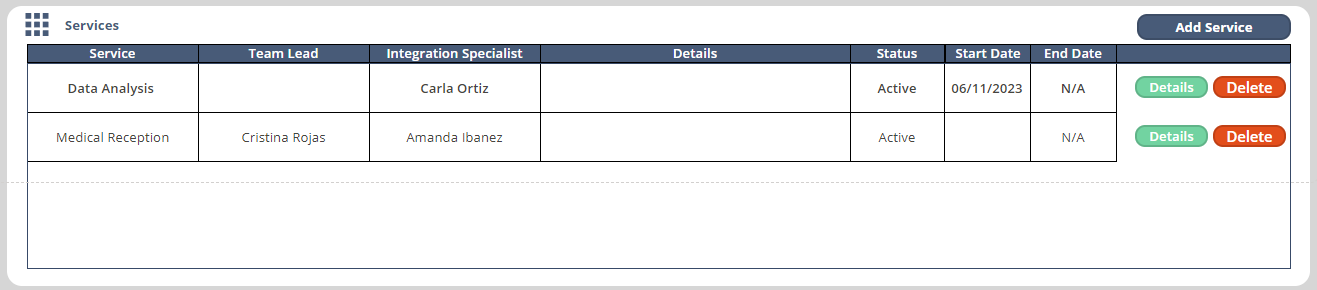 Services
Add Service
Service Team Lead Integration Specialist Details Status Start Date End Date
Data Analysis Carla Ortiz Active 06/11/2023 N/A Details Delete
Medical Reception Cristina Rojas Amanda Ibanez Active N/A Details Delete